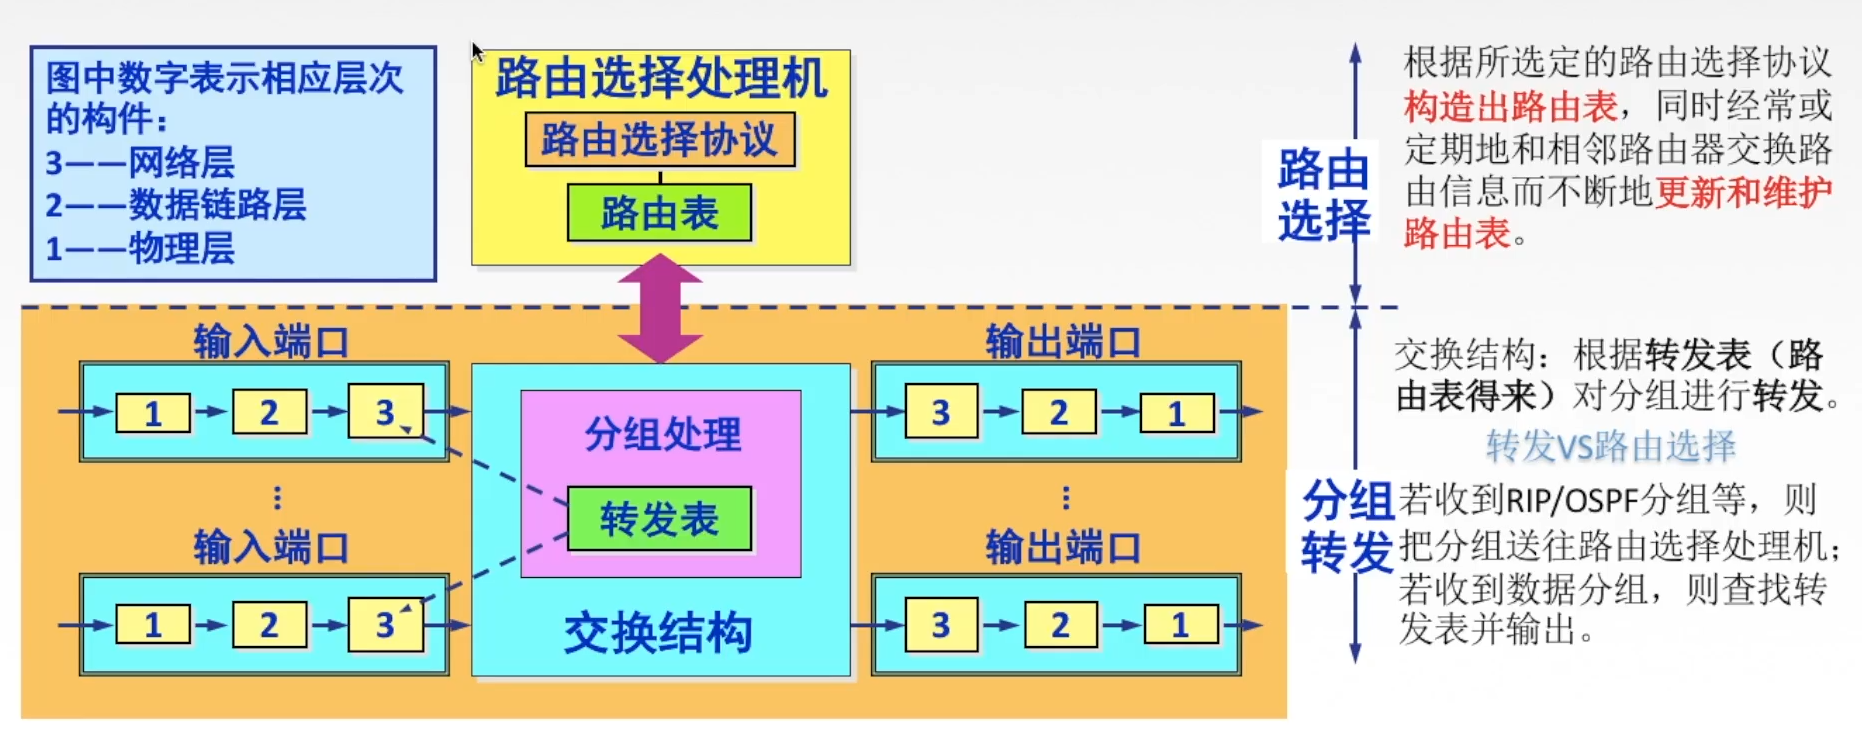 图中数字表示相应层次
的构件：
3——网络层
2——数据链路层
1——物理层
路由选择处理机
路由选择协议
路由表
路由
选择
根据所选定的路由选择协议
构造出路由表，同时经常或
定期地和相邻路由器交换路
由信息而不断地更新和维护
路由表。
输入端口
1
2
3
输入端口
1
2
3
分组处理
转发表
交换结构
输出端口
3
2
1
输出端口
3
2
1
分组
转发
交换结构：根据转发表（路
由表得来）对分组进行转发。
转发VS路由选择
若收到RIP/OSPF分组等，则
把分组送往路由选择处理机；
若收到数据分组，则查找转
发表并输出。